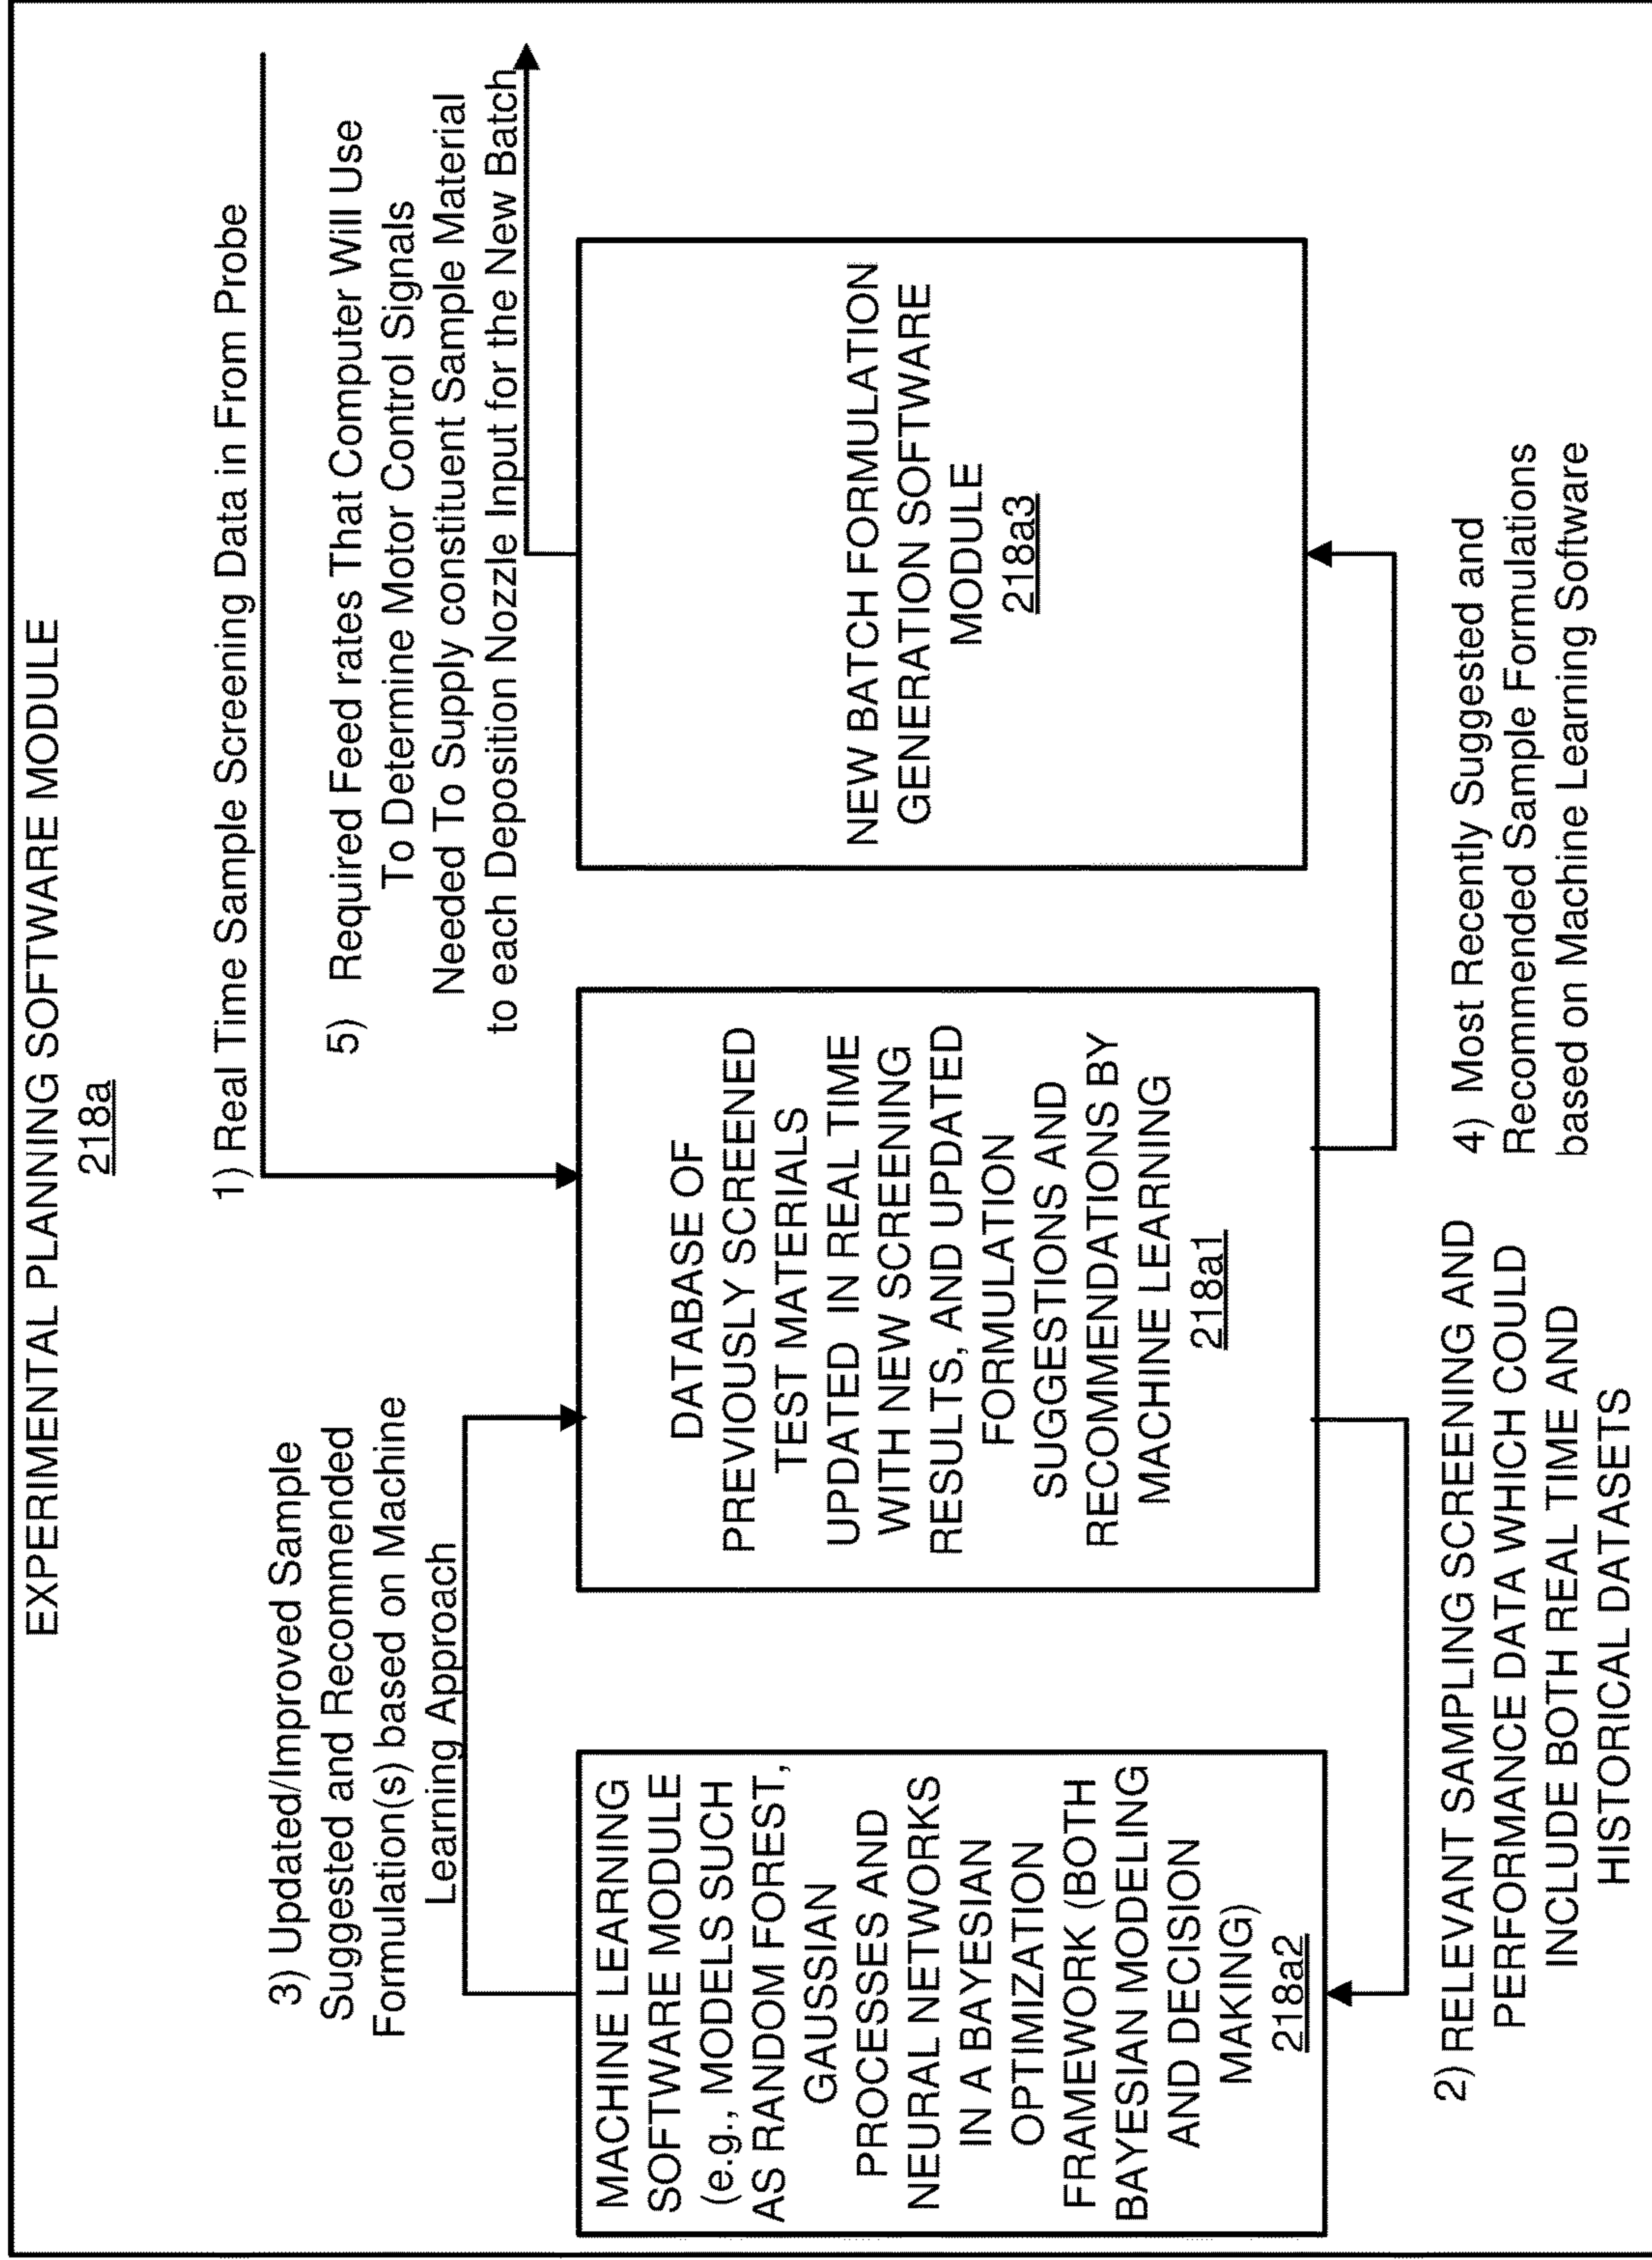 EXPERIMENTAL PLANNING SOFTWARE MODULE
218a
1) Real Time Sample Screening Data in From Probe
3) Updated/Improved Sample
Suggested and Recommended
Formulation(s) based on Machine
Learning Approach
5) Required Feed rates That Computer Will Use
To Determine Motor Control Signals
Needed To Supply constituent Sample Material
to each Deposition Nozzle Input for the New Batch
MACHINE LEARNING
SOFTWARE MODULE
(e.g., MODELS SUCH
AS RANDOM FOREST,
GAUSSIAN
PROCESSES AND
NEURAL NETWORKS
IN A BAYESIAN
OPTIMIZATION
FRAMEWORK (BOTH
BAYESIAN MODELING
AND DECISION
MAKING)
218a2
DATABASE OF
PREVIOUSLY SCREENED
TEST MATERIALS
UPDATED IN REAL TIME
WITH NEW SCREENING
RESULTS, AND UPDATED
FORMULATION
SUGGESTIONS AND
RECOMMENDATIONS BY
MACHINE LEARNING
218a1
NEW BATCH FORMULATION
GENERATION SOFTWARE
MODULE
218a3
2) RELEVANT SAMPLING SCREENING AND
PERFORMANCE DATA WHICH COULD
INCLUDE BOTH REAL TIME AND
HISTORICAL DATASETS
4) Most Recently Suggested and
Recommended Sample Formulations
based on Machine Learning Software